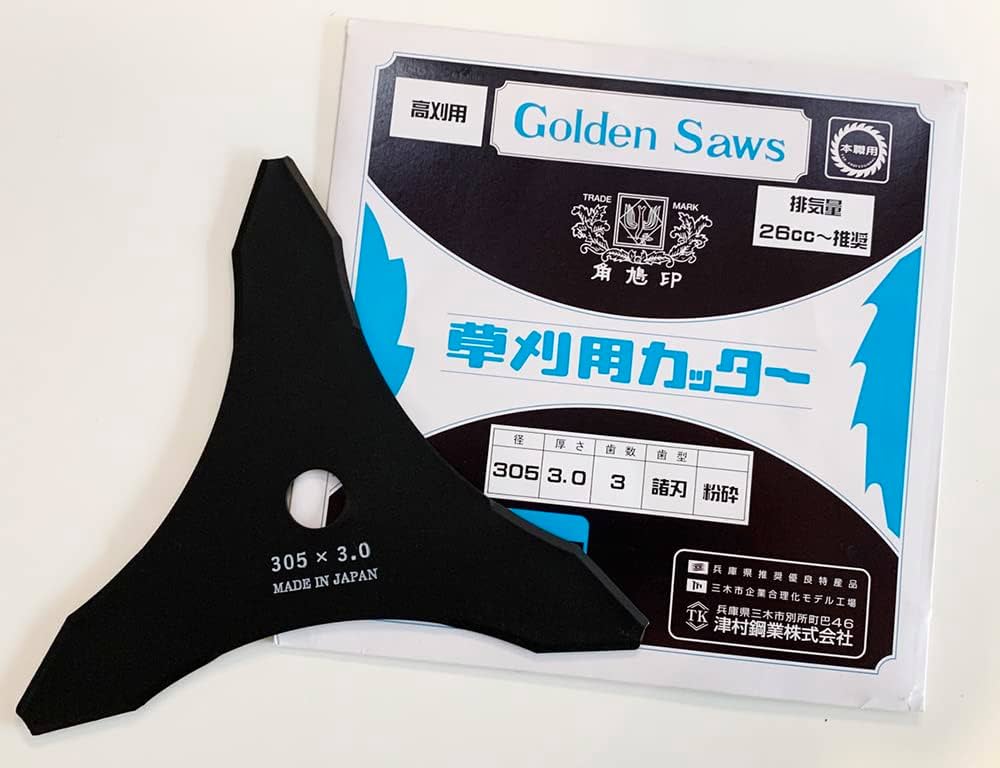 高刈用
Golden Saws
本職用
TRADE MARK
角鳩印
排気量
26cc〜推奨
草刈用カッター
径 厚さ 歯数 歯型
305 3.0 3 諸刃 粉砕
305 × 3.0
MADE IN JAPAN
兵庫県推奨優良特産品
三木市企業合理化モデル工場
TK
兵庫県三木市別所町巴46
津村鋼業株式会社